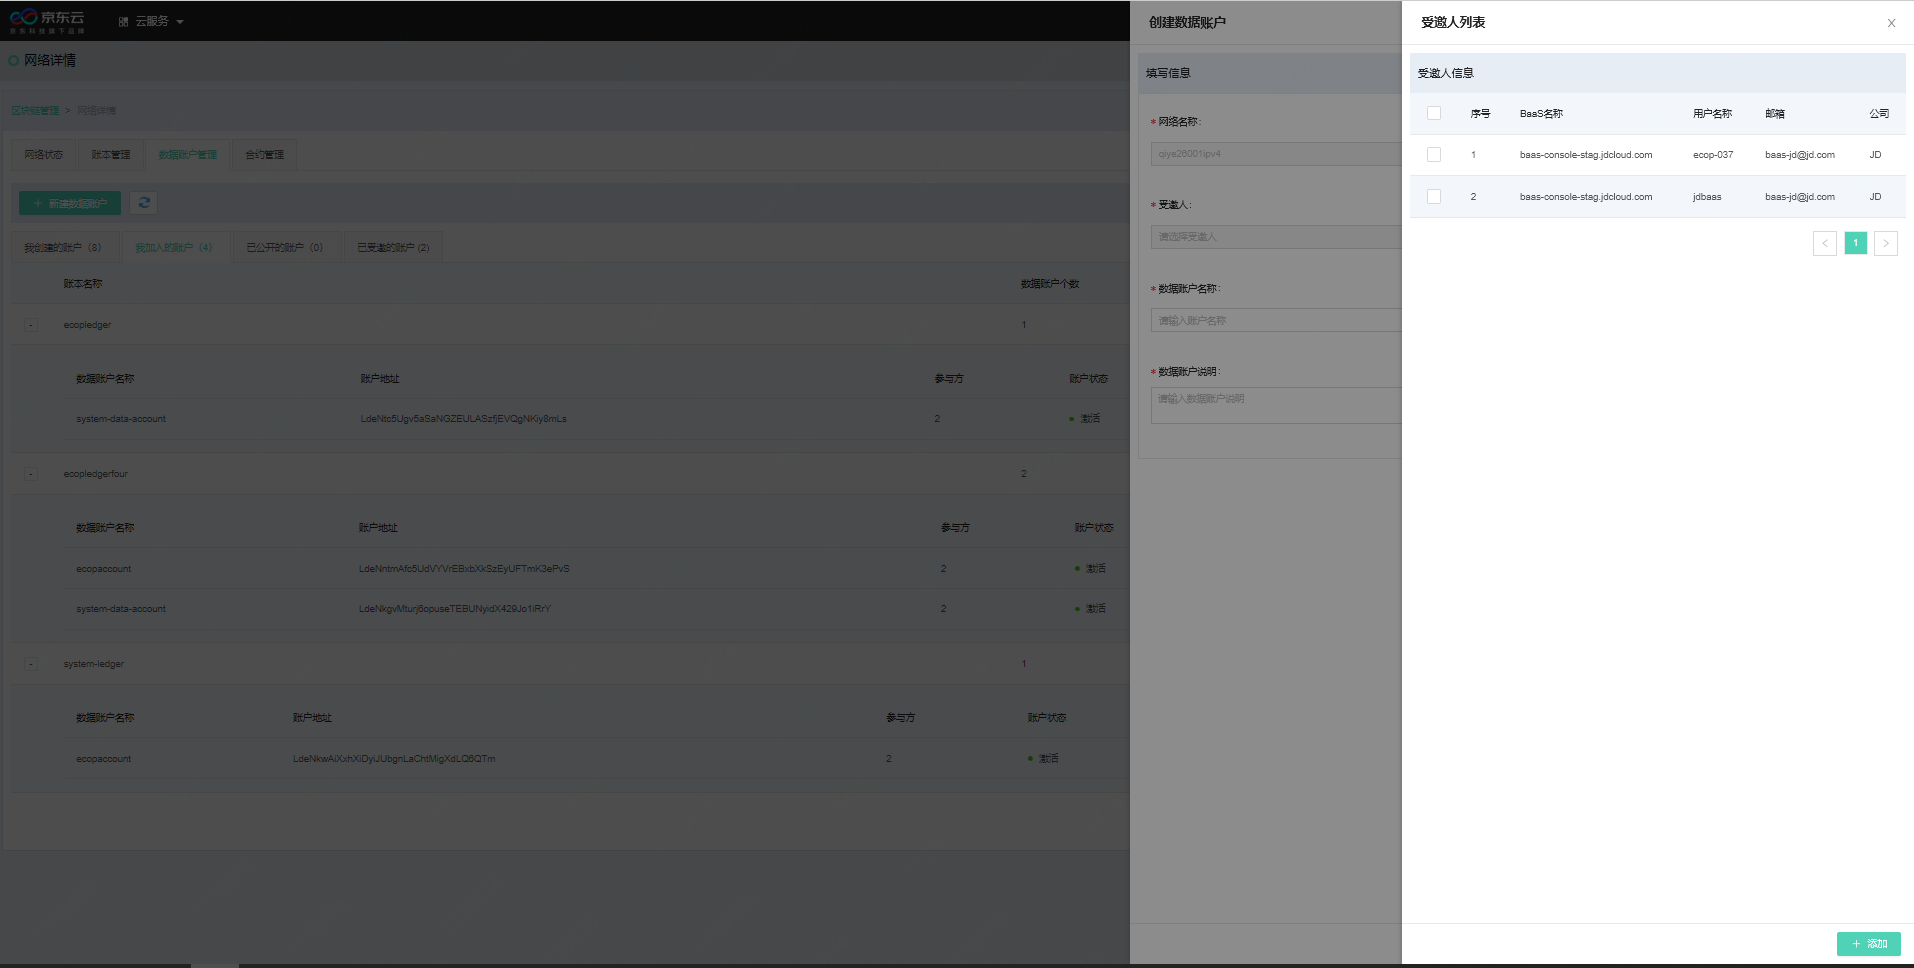 京东云
京东科技旗下品牌
云服务
网络详情
区块链管理 > 网络详情
网络状态 账本管理 数据账户管理 合约管理
+ 新建数据账户
我创建的账户（8） 我加入的账户（4） 已公开的账户（0） 已受邀的账户 (2)
账本名称 数据账户个数
- ecopledger 1
数据账户名称 账户地址 参与方 账户状态
system-data-account LdeNtc5Ugv5aSaNGZEULASzfjEVQgNKiy8mLs 2 激活
- ecopledgerfour 2
数据账户名称 账户地址 参与方 账户状态
ecopaccount LdeNntmAfc5UdVYVrEBxbXkSzEyUFTmK3ePvS 2 激活
system-data-account LdeNkgvMturj6opuseTEBUNyidX429Jo1iRrY 2 激活
- system-ledger 1
数据账户名称 账户地址 参与方 账户状态
ecopaccount LdeNkwAiXxhXiDyiJUbgnLaChtMigXdLQ6QTm 2 激活
创建数据账户
填写信息
* 网络名称:
qiye26001ipv4
* 受邀人:
请选择受邀人
* 数据账户名称:
请输入账户名称
* 数据账户说明:
请输入数据账户说明
受邀人列表 X
受邀人信息
序号 BaaS名称 用户名称 邮箱 公司
1 baas-console-stag.jdcloud.com ecop-037 baas-jd@jd.com JD
2 baas-console-stag.jdcloud.com jdbaas baas-jd@jd.com JD
< 1 >
+ 添加